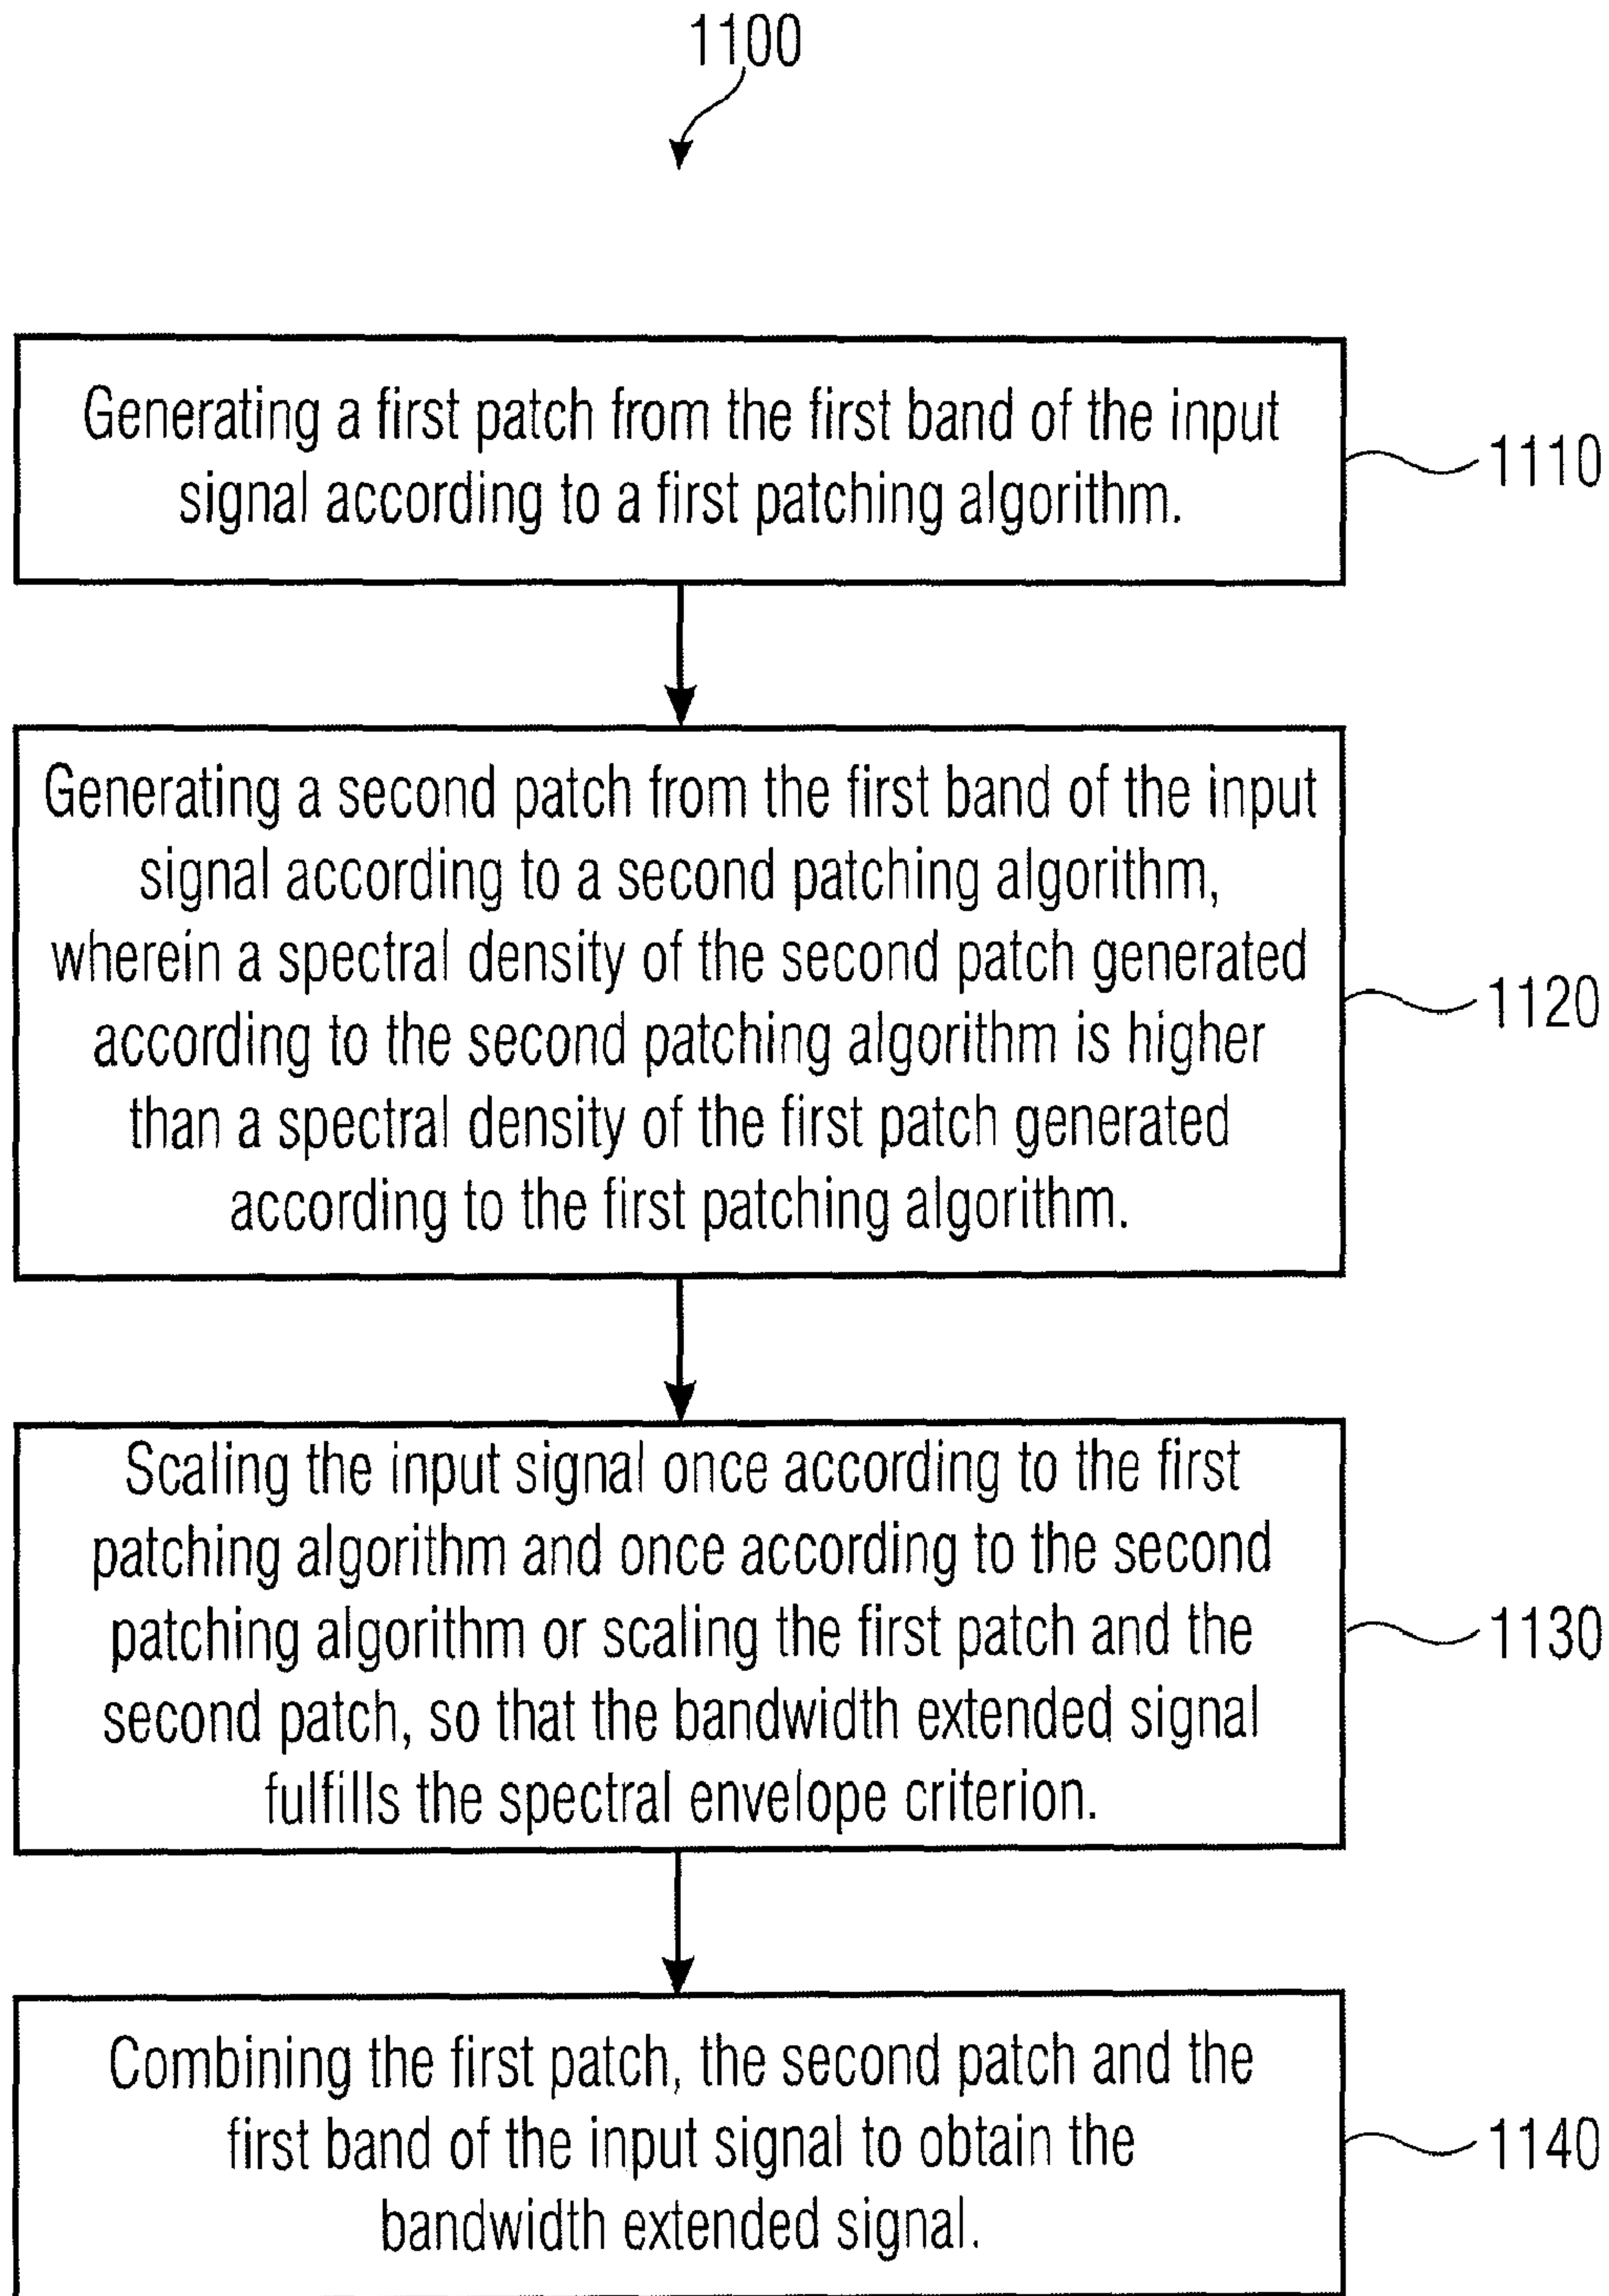 1100
Generating a first patch from the first band of the input
signal according to a first patching algorithm.
1110
Generating a second patch from the first band of the input
signal according to a second patching algorithm,
wherein a spectral density of the second patch generated
according to the second patching algorithm is higher
than a spectral density of the first patch generated
according to the first patching algorithm.
1120
Scaling the input signal once according to the first
patching algorithm and once according to the second
patching algorithm or scaling the first patch and the
second patch, so that the bandwidth extended signal
fulfills the spectral envelope criterion.
1130
Combining the first patch, the second patch and the
first band of the input signal to obtain the
bandwidth extended signal.
1140